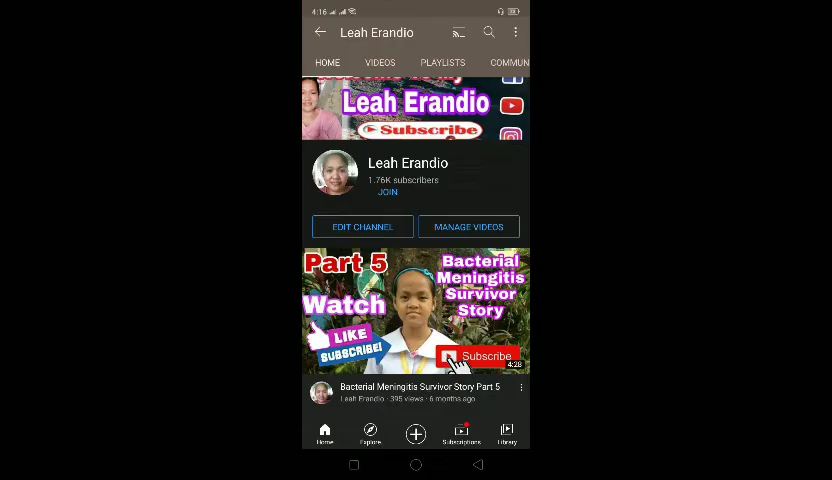 4:16
Leah Erandio
HOME VIDEOS PLAYLISTS COMMUN
Leah Erandio
Subscribe
Leah Erandio
1.76K subscribers
JOIN
EDIT CHANNEL MANAGE VIDEOS
Part 5
Watch
LIKE
SUBSCRIBE!
Bacterial
Meningitis
Survivor
Story
Subscribe
4:28
Bacterial Meningitis Survivor Story Part 5
Leah Erandio · 395 views · 6 months ago
Home Explore Subscriptions Library